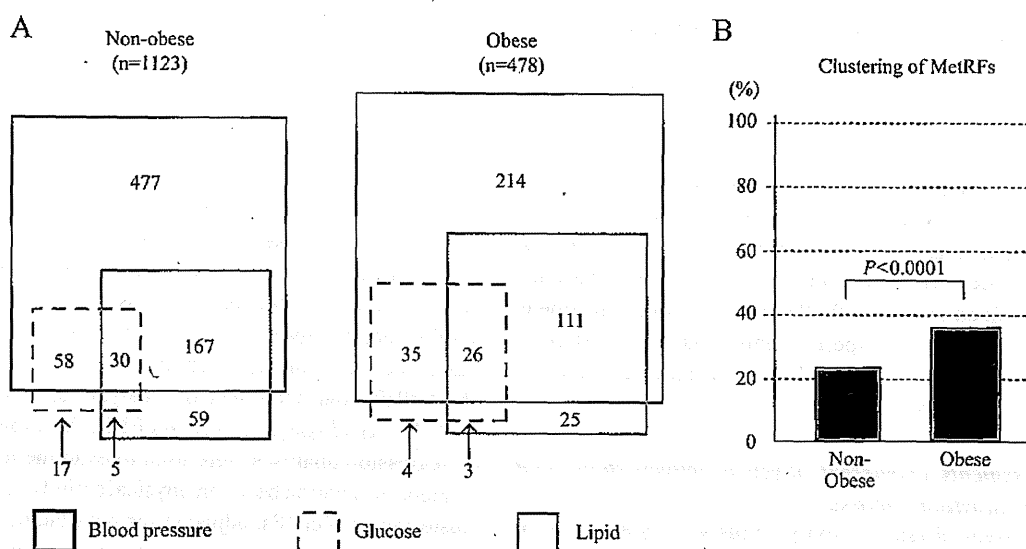 A
Non-obese
(n=1123)
477
58
30
167
59
17
5
Obese
(n=478)
214
35
26
111
25
4
3
Blood pressure
Glucose
Lipid
B
Clustering of MetRFs
(%)
100
80
60
40
20
0
P<0.0001
Non-
Obese
Obese